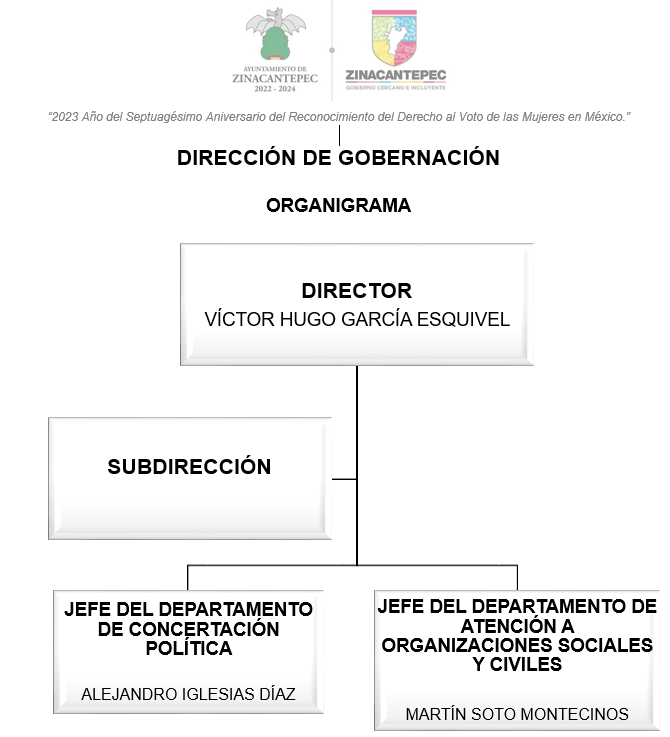 AYUNTAMIENTO DE
ZINACANTEPEC
2022 - 2024
ZINACANTEPEC
GOBIERNO CERCANO E INCLUYENTE
"2023 Año del Septuagésimo Aniversario del Reconocimiento del Derecho al Voto de las Mujeres en México."
DIRECCIÓN DE GOBERNACIÓN
ORGANIGRAMA
DIRECTOR
VÍCTOR HUGO GARCÍA ESQUIVEL
SUBDIRECCIÓN
JEFE DEL DEPARTAMENTO
DE CONCERTACIÓN
POLÍTICA
ALEJANDRO IGLESIAS DÍAZ
JEFE DEL DEPARTAMENTO DE
ATENCIÓN A
ORGANIZACIONES SOCIALES
Y CIVILES
MARTÍN SOTO MONTECINOS